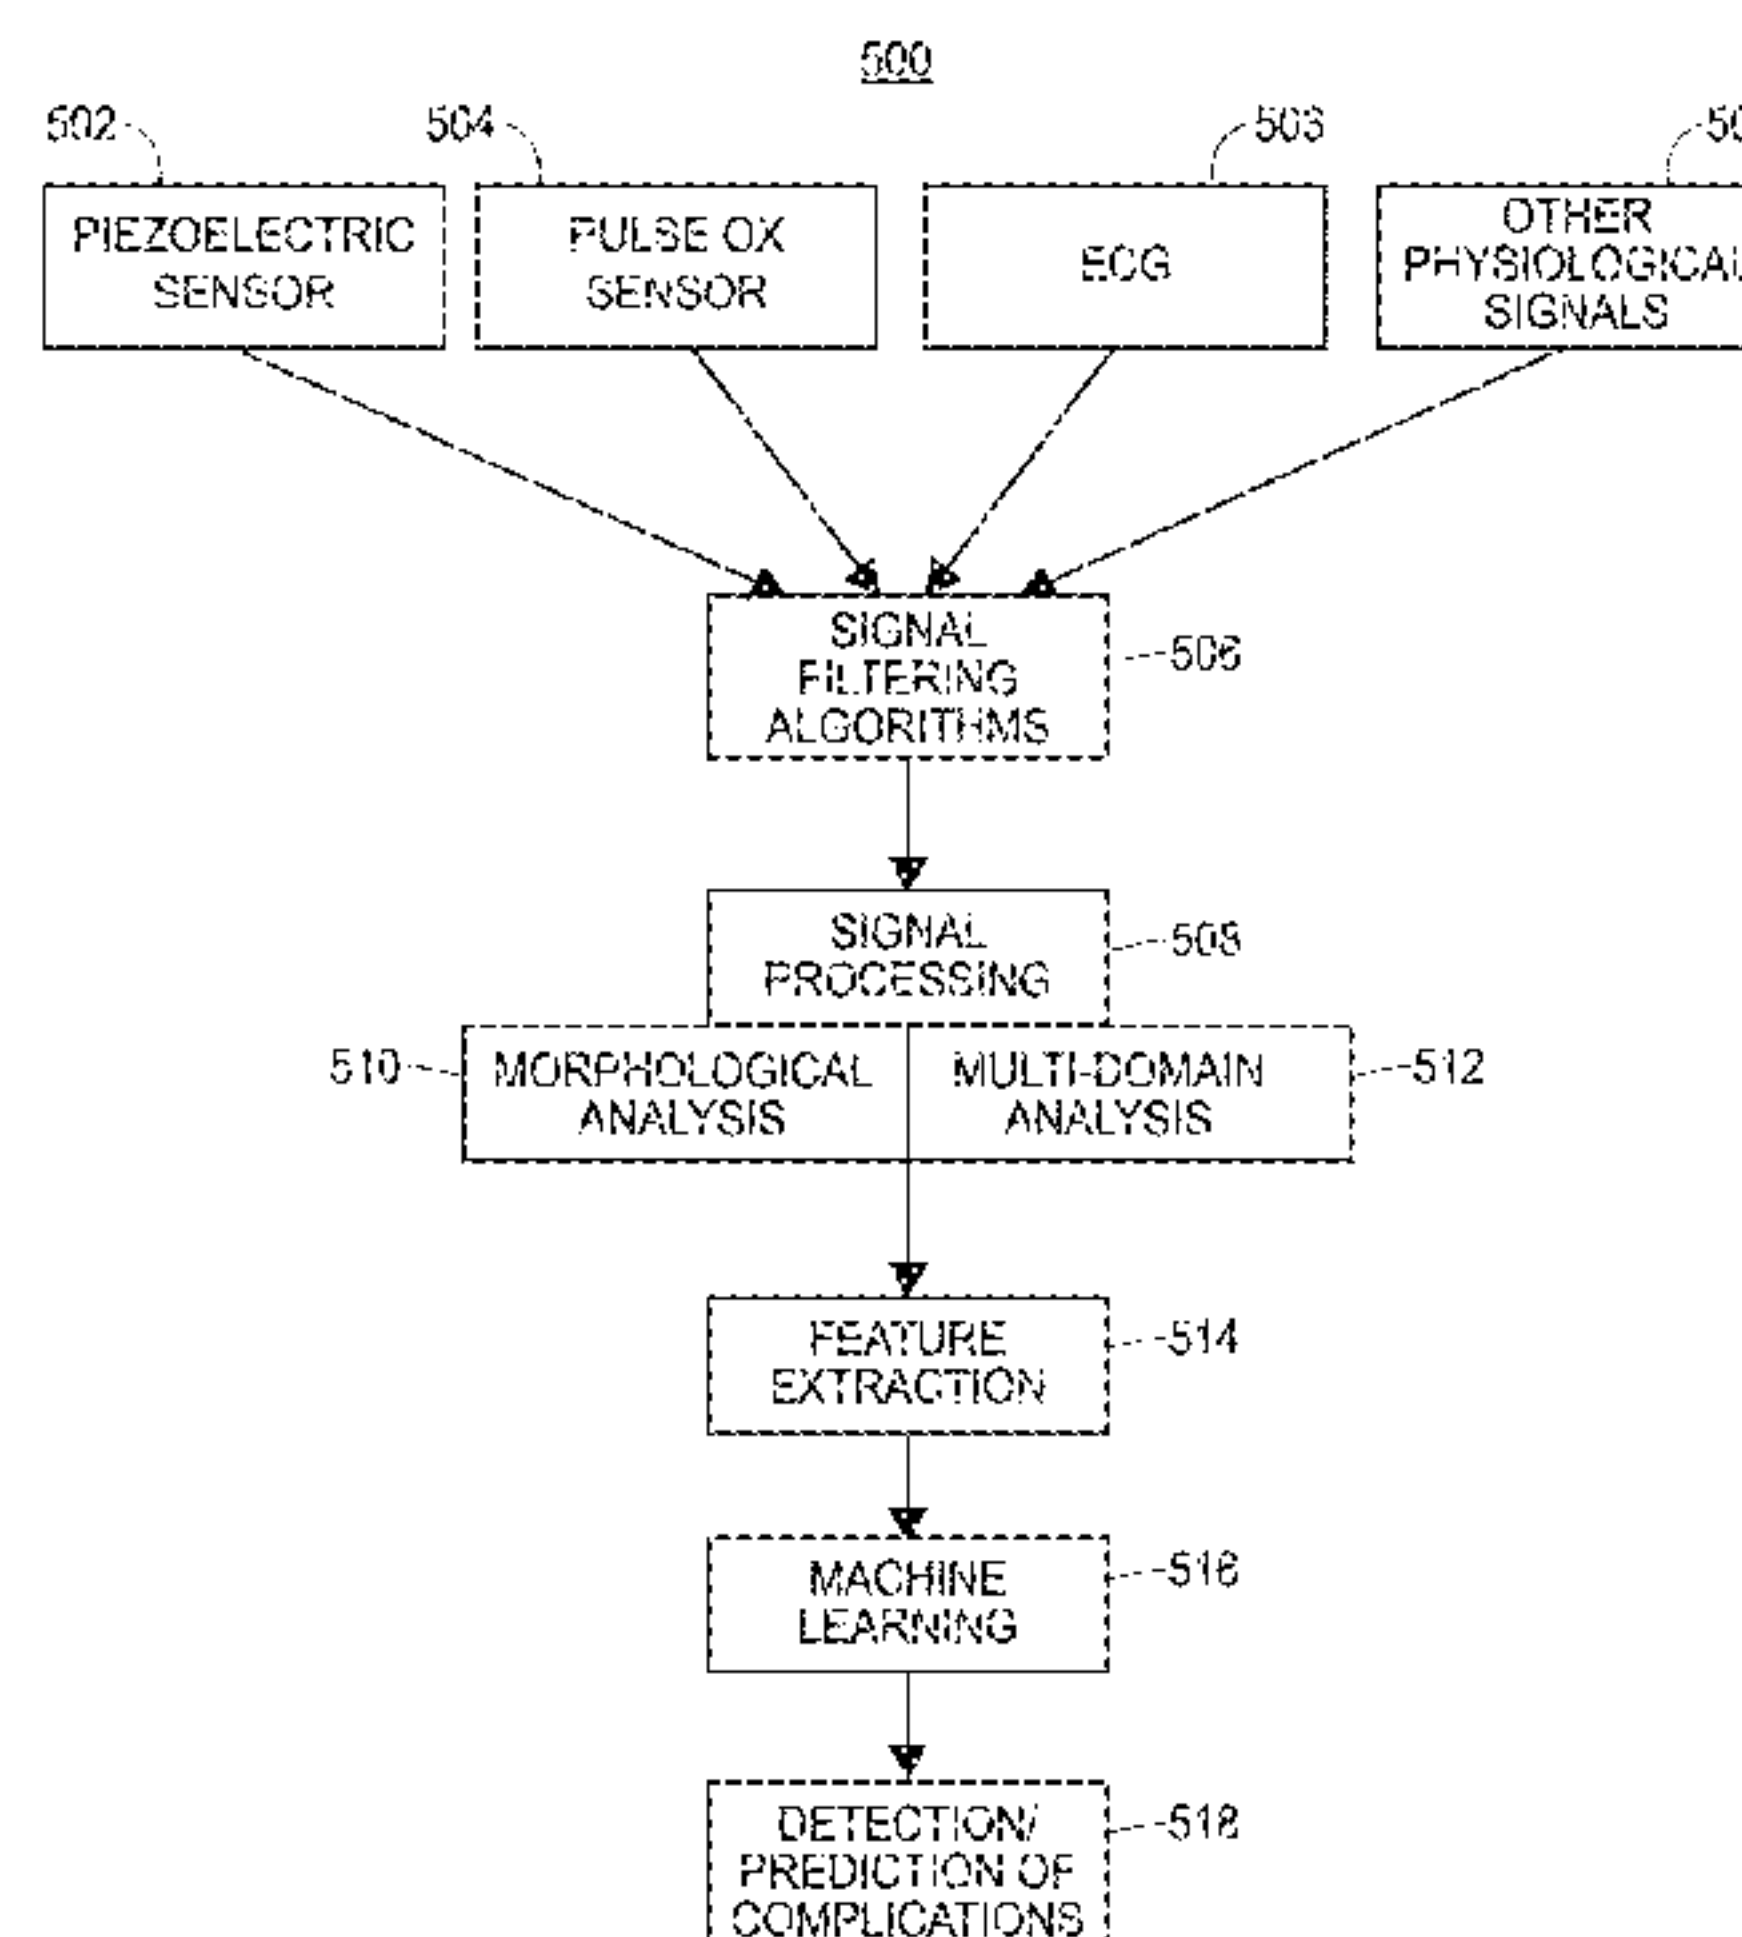 500
502
504
503
50
PIEZOELECTRIC
SENSOR
PULSE OX
SENSOR
ECG
OTHER
PHYSIOLOGICAL
SIGNALS
SIGNAL
FILTERING
ALGORITHMS
506
SIGNAL
PROCESSING
508
510
MORPHOLOGICAL
ANALYSIS
MULTI-DOMAIN
ANALYSIS
512
FEATURE
EXTRACTION
514
MACHINE
LEARNING
516
DETECTION/
PREDICTION OF
COMPLICATIONS
518